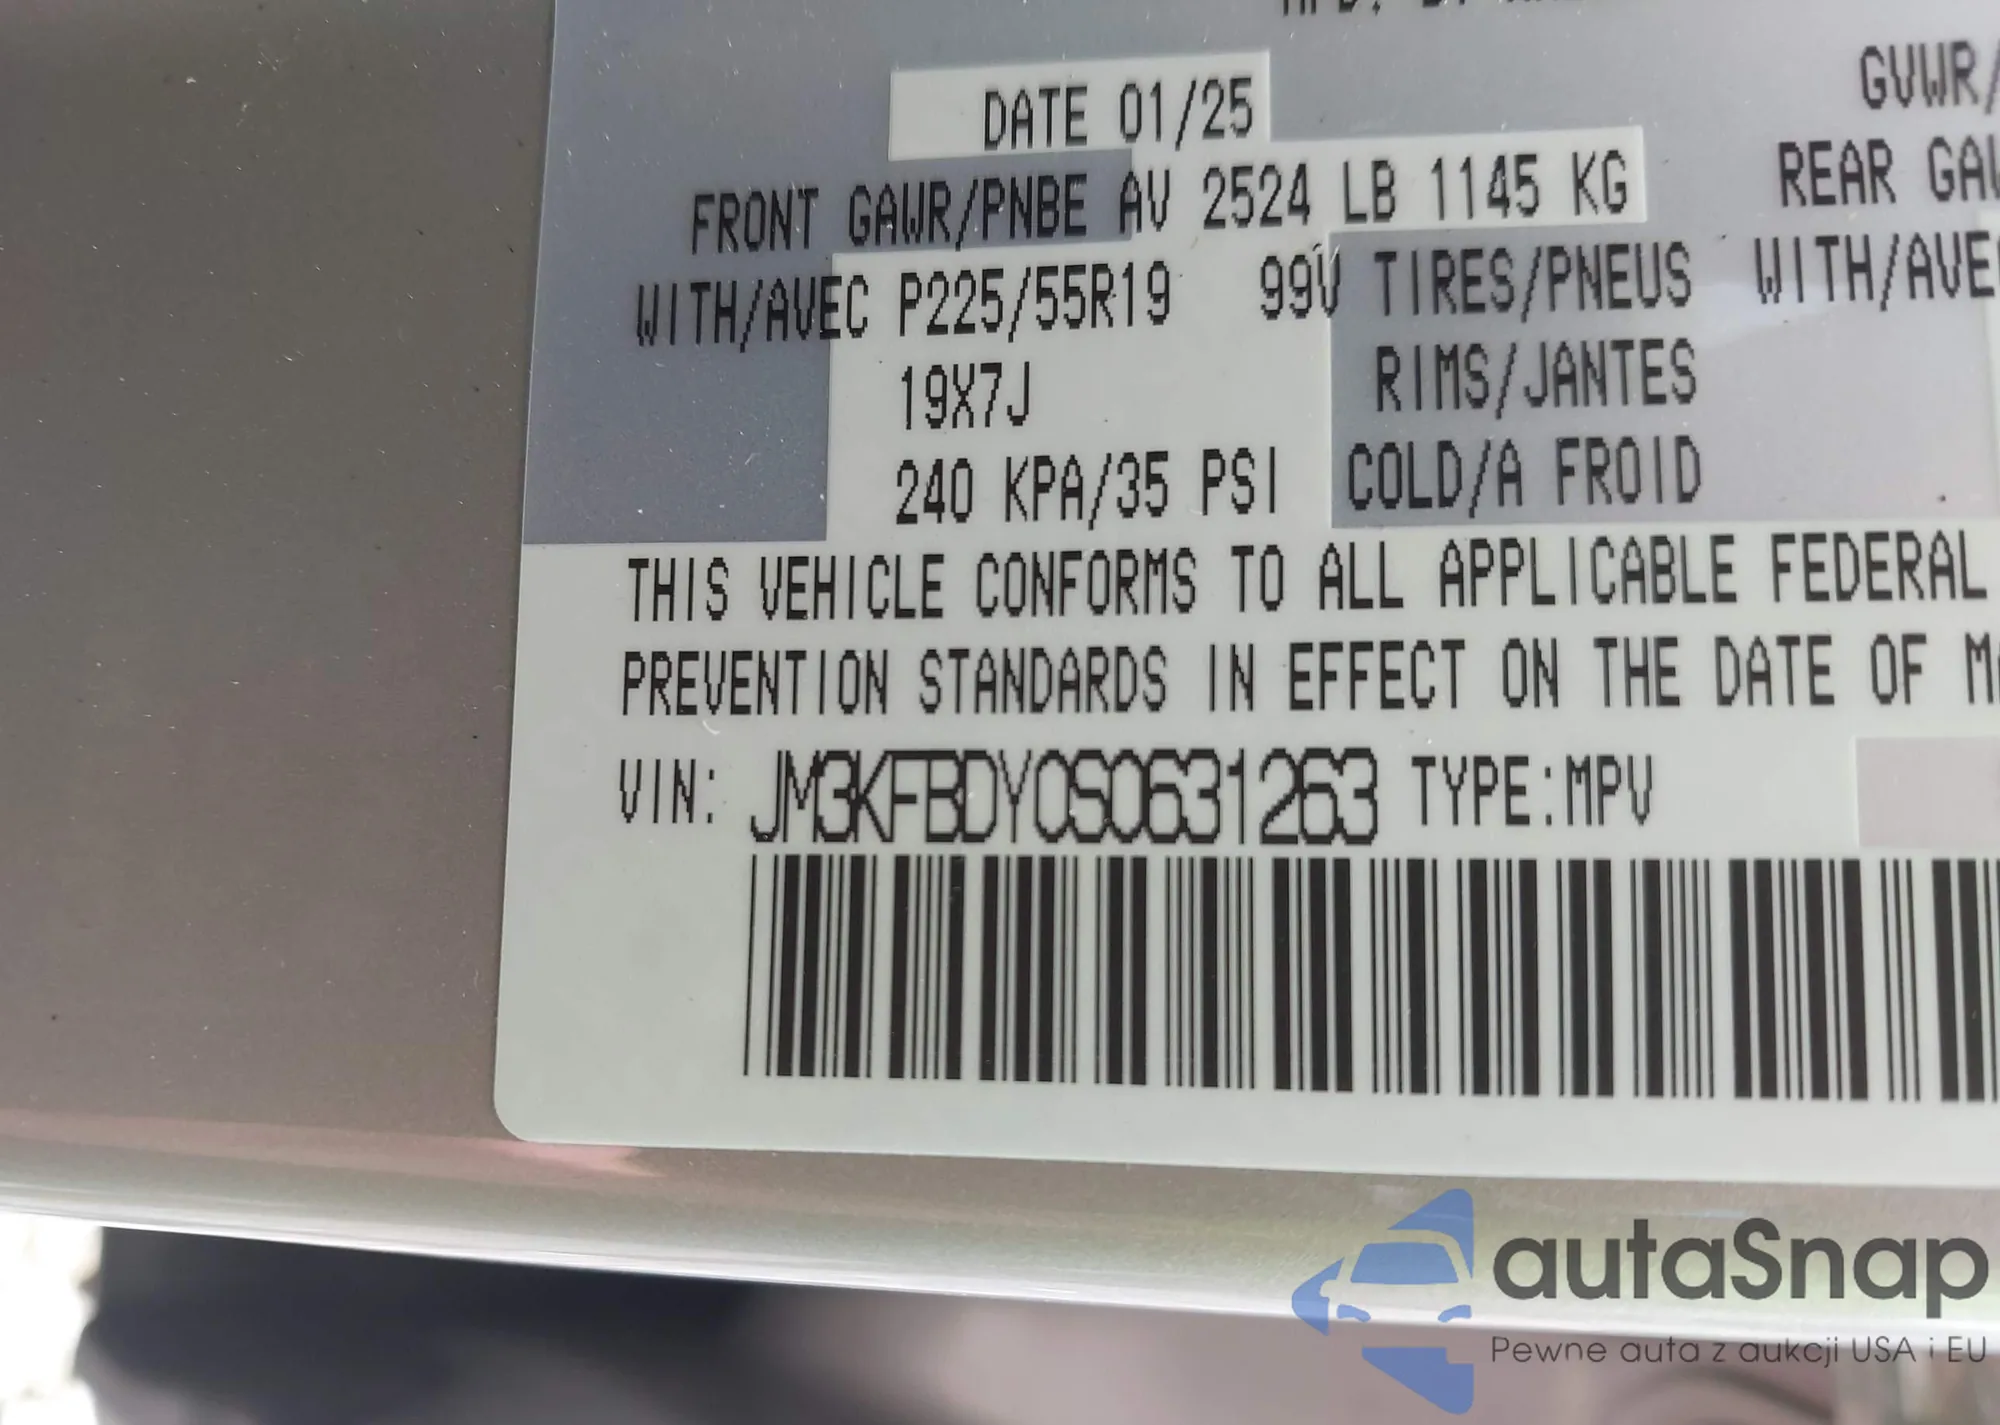 DATE 01/25
GVWR/
FRONT GAWR/PNBE AV 2524 LB 1145 KG REAR
WITH/AVEC P225/55R19 99V TIRES/PNEUS WITH/AVEC
19X7J RIMS/JANTES
240 KPA/35 PSI COLD/A FROID
THIS VEHICLE CONFORMS TO ALL APPLICABLE FEDERAL
PREVENTION STANDARDS IN EFFECT ON THE DATE OF
VIN: JM3KFBDY0S0631263 TYPE:MPV
autaSnap
Pewne auta z aukcji USA i EU